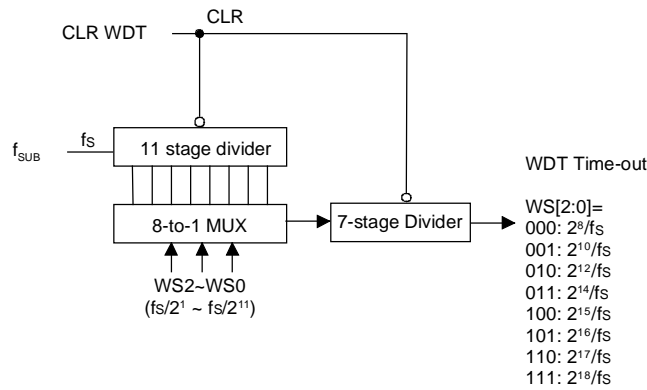 CLR
CLR WDT
fS
fSUB
11 stage divider
8-to-1 MUX
7-stage Divider
WS2~WS0
(fS/2¹ ~ fS/2¹¹)
WDT Time-out
WS[2:0]=
000: 2⁸/fS
001: 2¹⁰/fS
010: 2¹²/fS
011: 2¹⁴/fS
100: 2¹⁵/fS
101: 2¹⁶/fS
110: 2¹⁷/fS
111: 2¹⁸/fS